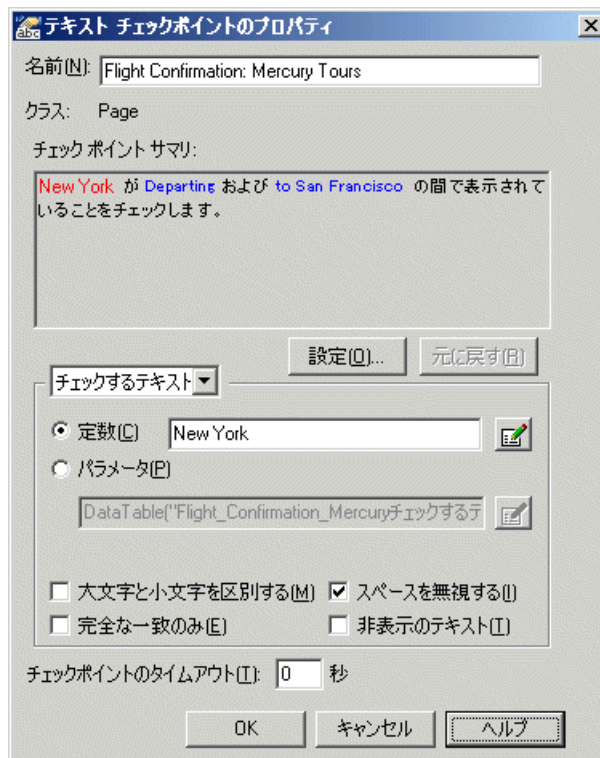 テキスト チェックポイントのプロパティ
名前(N): Flight Confirmation: Mercury Tours
クラス: Page
チェック ポイント サマリ:
New York が Departing および to San Francisco の間で表示されて
いることをチェックします。
設定(O)... 元に戻す(R)
チェックするテキスト
定数(C) New York
パラメータ(P)
DataTable("Flight_Confirmation_Mercuryチェックするテ
大文字と小文字を区別する(M) スペースを無視する(I)
完全な一致のみ(E) 非表示のテキスト(T)
チェックポイントのタイムアウト(T): 0 秒
OK キャンセル ヘルプ